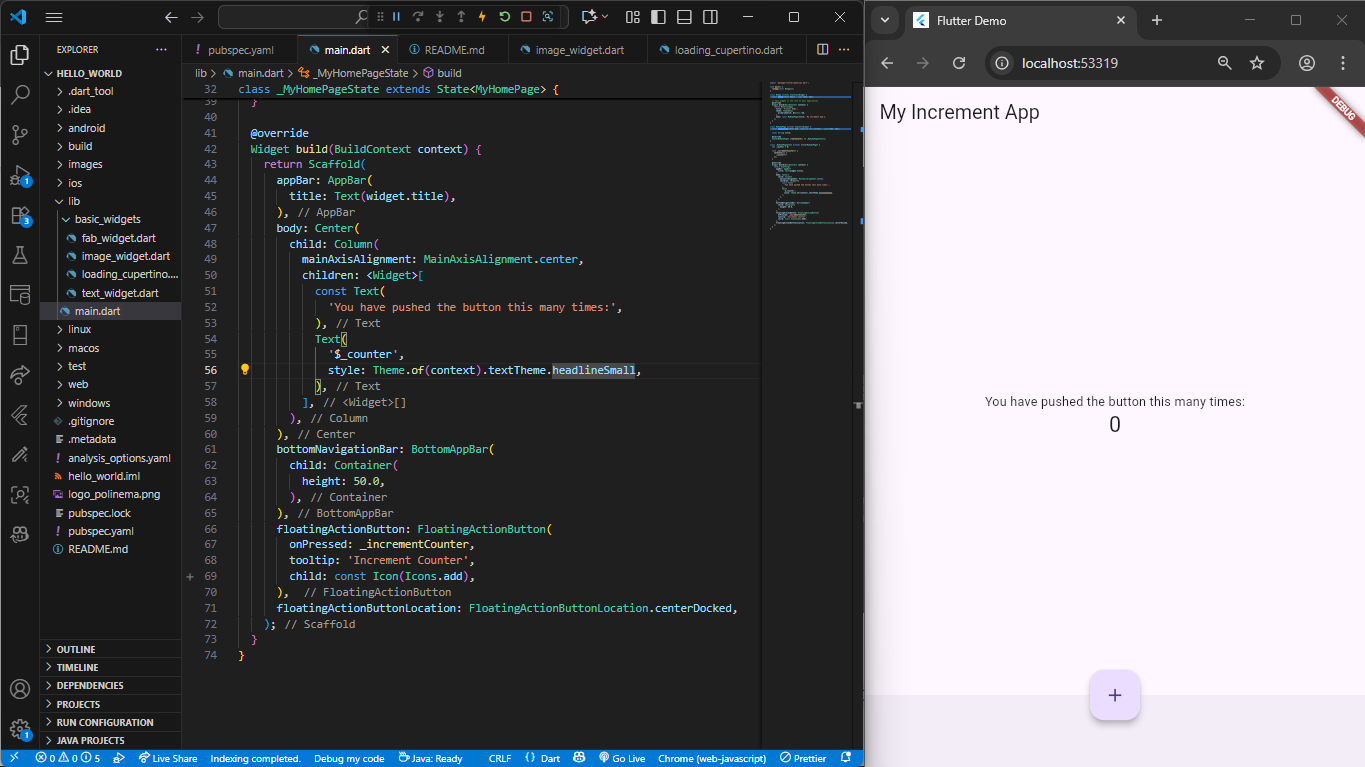 pubspec.yaml
main.dart
README.md
image_widget.dart
loading_cupertino.dart
EXPLORER
HELLO_WORLD
.dart_tool
.idea
android
build
images
ios
lib
basic_widgets
fab_widget.dart
image_widget.dart
loading_cupertino....
text_widget.dart
main.dart
linux
macos
test
web
windows
.gitignore
.metadata
analysis_options.yaml
hello_world.iml
logo_polinema.png
pubspec.lock
pubspec.yaml
README.md
OUTLINE
TIMELINE
DEPENDENCIES
PROJECTS
RUN CONFIGURATION
JAVA PROJECTS
1
3
1
lib > main.dart > _MyHomePageState > build
32 class _MyHomePageState extends State<MyHomePage> {
39 }
40
41 @override
42 Widget build(BuildContext context) {
43 return Scaffold(
44 appBar: AppBar(
45 title: Text(widget.title),
46 ), // AppBar
47 body: Center(
48 child: Column(
49 mainAxisAlignment: MainAxisAlignment.center,
50 children: <Widget>[
51 const Text(
52 'You have pushed the button this many times:',
53 ), // Text
54 Text(
55 '$_counter',
56 style: Theme.of(context).textTheme.headlineSmall,
57 ), // Text
58 ], // <Widget>[]
59 ), // Column
60 ), // Center
61 bottomNavigationBar: BottomAppBar(
62 child: Container(
63 height: 50.0,
64 ), // Container
65 ), // BottomAppBar
66 floatingActionButton: FloatingActionButton(
67 onPressed: _incrementCounter,
68 tooltip: 'Increment Counter',
69 child: const Icon(Icons.add),
70 ), // FloatingActionButton
71 floatingActionButtonLocation: FloatingActionButtonLocation.centerDocked,
72 ); // Scaffold
73 }
74 }
0 0 5 Live Share Indexing completed. Debug my code Java: Ready CRLF {} Dart Go Live Chrome (web-javascript) Prettier
Flutter Demo
localhost:53319
My Increment App
DEBUG
You have pushed the button this many times:
0
+